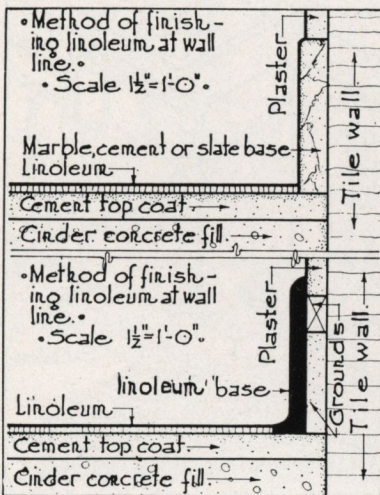 • Method of finish-
ing linoleum at wall
line. •
• Scale 1½"=1'-0". •
Plaster
Tile wall
Marble, cement or slate base
Linoleum
Cement top coat.
Cinder concrete fill.
• Method of finish-
ing linoleum at wall
line. •
• Scale 1½"=1'-0". •
Plaster
Grounds
Tile wall
linoleum" base
Linoleum
Cement top coat.
Cinder concrete fill.